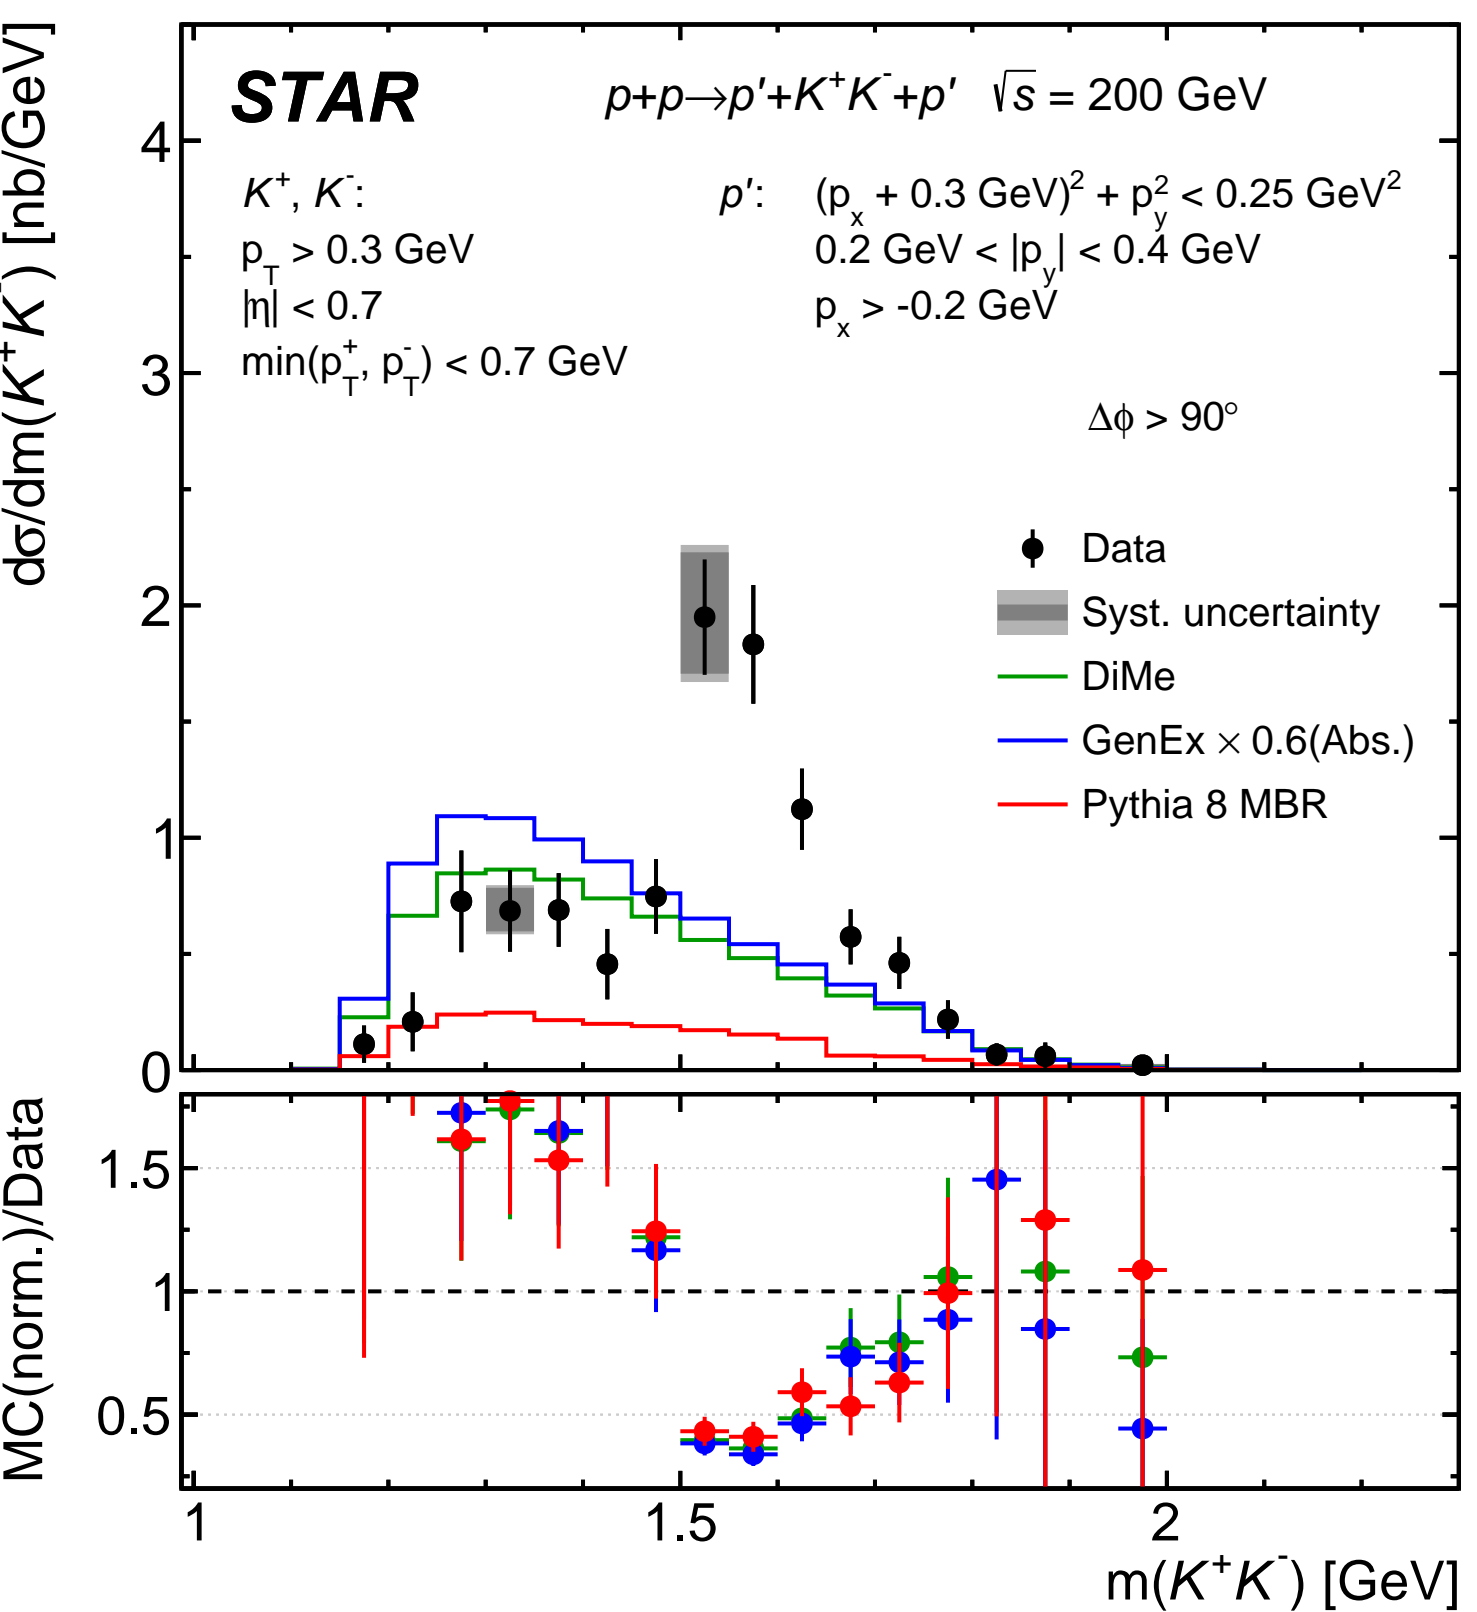 STAR
p+p→p'+K⁺K⁻+p' √s = 200 GeV
K⁺, K⁻:
p_T > 0.3 GeV
|η| < 0.7
min(p_T⁺, p_T⁻) < 0.7 GeV
p': (p_x + 0.3 GeV)² + p_y² < 0.25 GeV²
0.2 GeV < |p_y| < 0.4 GeV
p_x > -0.2 GeV
Δϕ > 90°
Data
Syst. uncertainty
DiMe
GenEx × 0.6(Abs.)
Pythia 8 MBR
dσ/dm(K⁺K⁻) [nb/GeV]
4
3
2
1
0
MC(norm.)/Data
1.5
1
0.5
1 1.5 2
m(K⁺K⁻) [GeV]